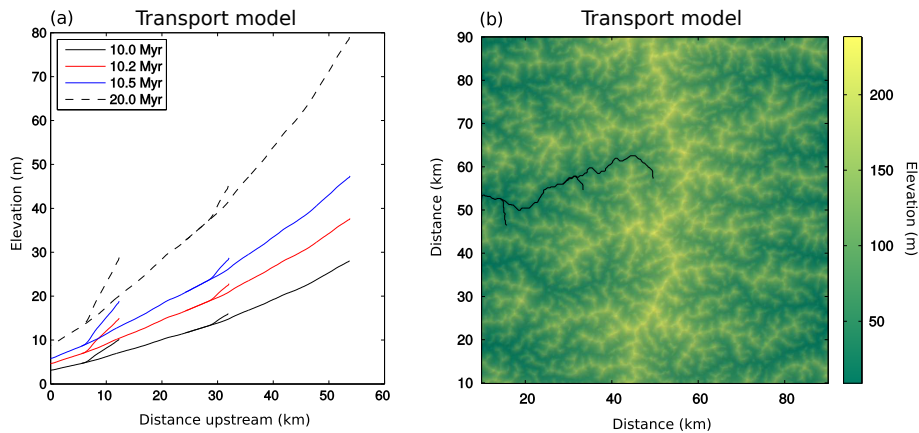 (a)
Transport model
80
70
60
50
40
30
20
10
0
Elevation (m)
10.0 Myr
10.2 Myr
10.5 Myr
20.0 Myr
0 10 20 30 40 50 60
Distance upstream (km)
(b)
Transport model
90
80
70
60
50
40
30
20
10
Distance (km)
20 40 60 80
Distance (km)
200
150
100
50
Elevation (m)